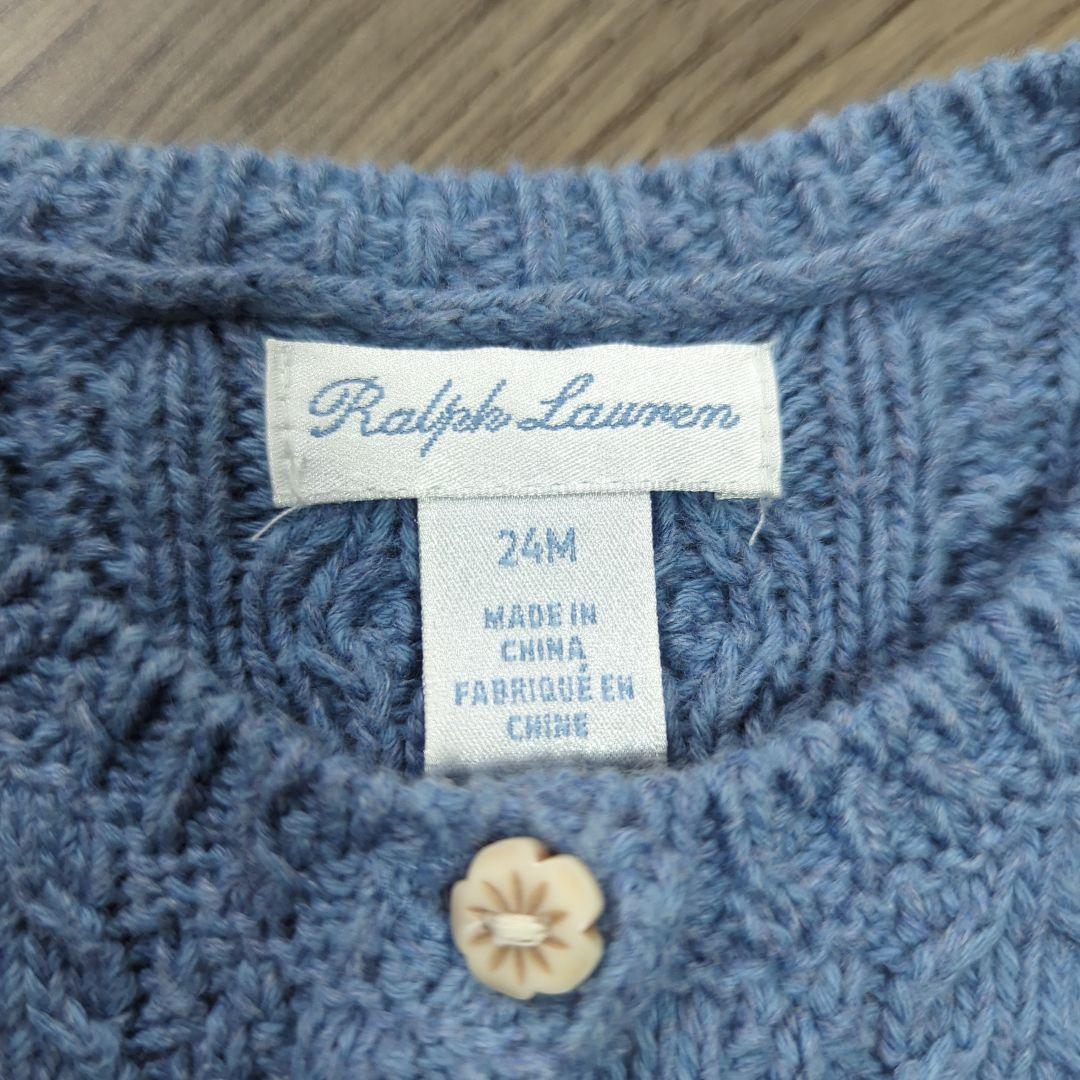 Ralph Lauren
24M
MADE IN
CHINA
FABRIQUÉ EN
CHINE